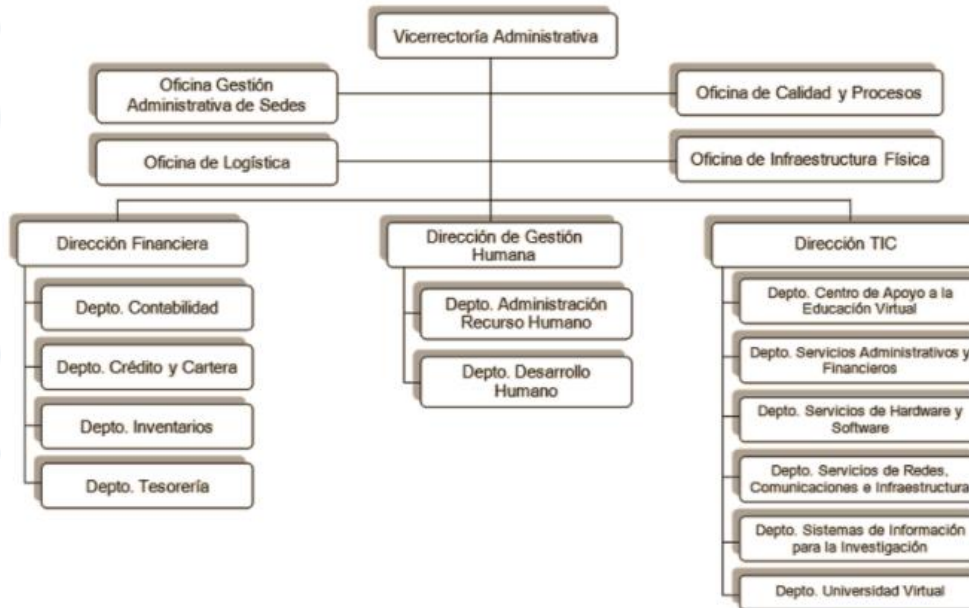 Vicerrectoría Administrativa
Oficina Gestión
Administrativa de Sedes
Oficina de Calidad y Procesos
Oficina de Logística
Oficina de Infraestructura Física
Dirección Financiera
Dirección de Gestión
Humana
Dirección TIC
Depto. Contabilidad
Depto. Crédito y Cartera
Depto. Inventarios
Depto. Tesorería
Depto. Administración
Recurso Humano
Depto. Desarrollo
Humano
Depto. Centro de Apoyo a la
Educación Virtual
Depto. Servicios Administrativos y
Financieros
Depto. Servicios de Hardware y
Software
Depto. Servicios de Redes,
Comunicaciones e Infraestructura
Depto. Sistemas de Información
para la Investigación
Depto. Universidad Virtual